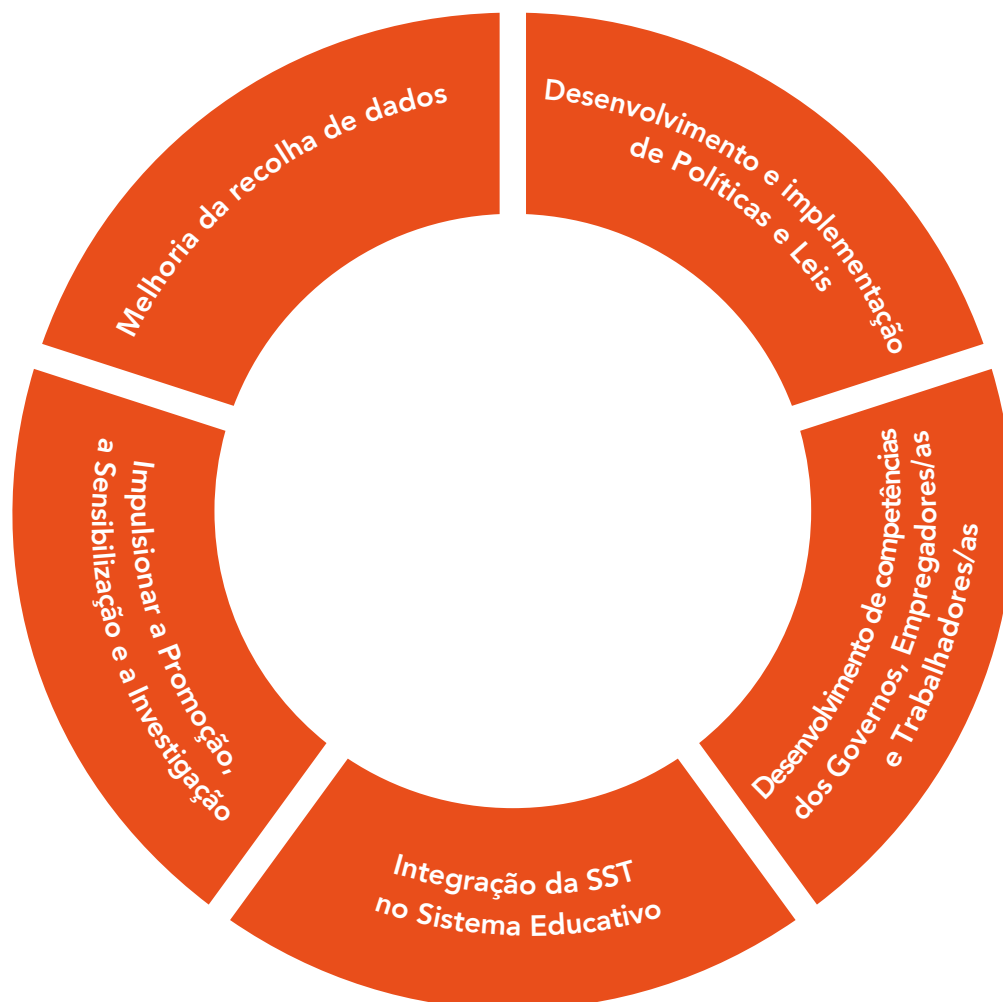 Melhoria da recolha de dados
Desenvolvimento e implementação
de Políticas e Leis
Desenvolvimento de competências
dos Governos, Empregadores/as
e Trabalhadores/as
Integração da SST
no Sistema Educativo
Impulsionar a Promoção,
a Sensibilização e a Investigação